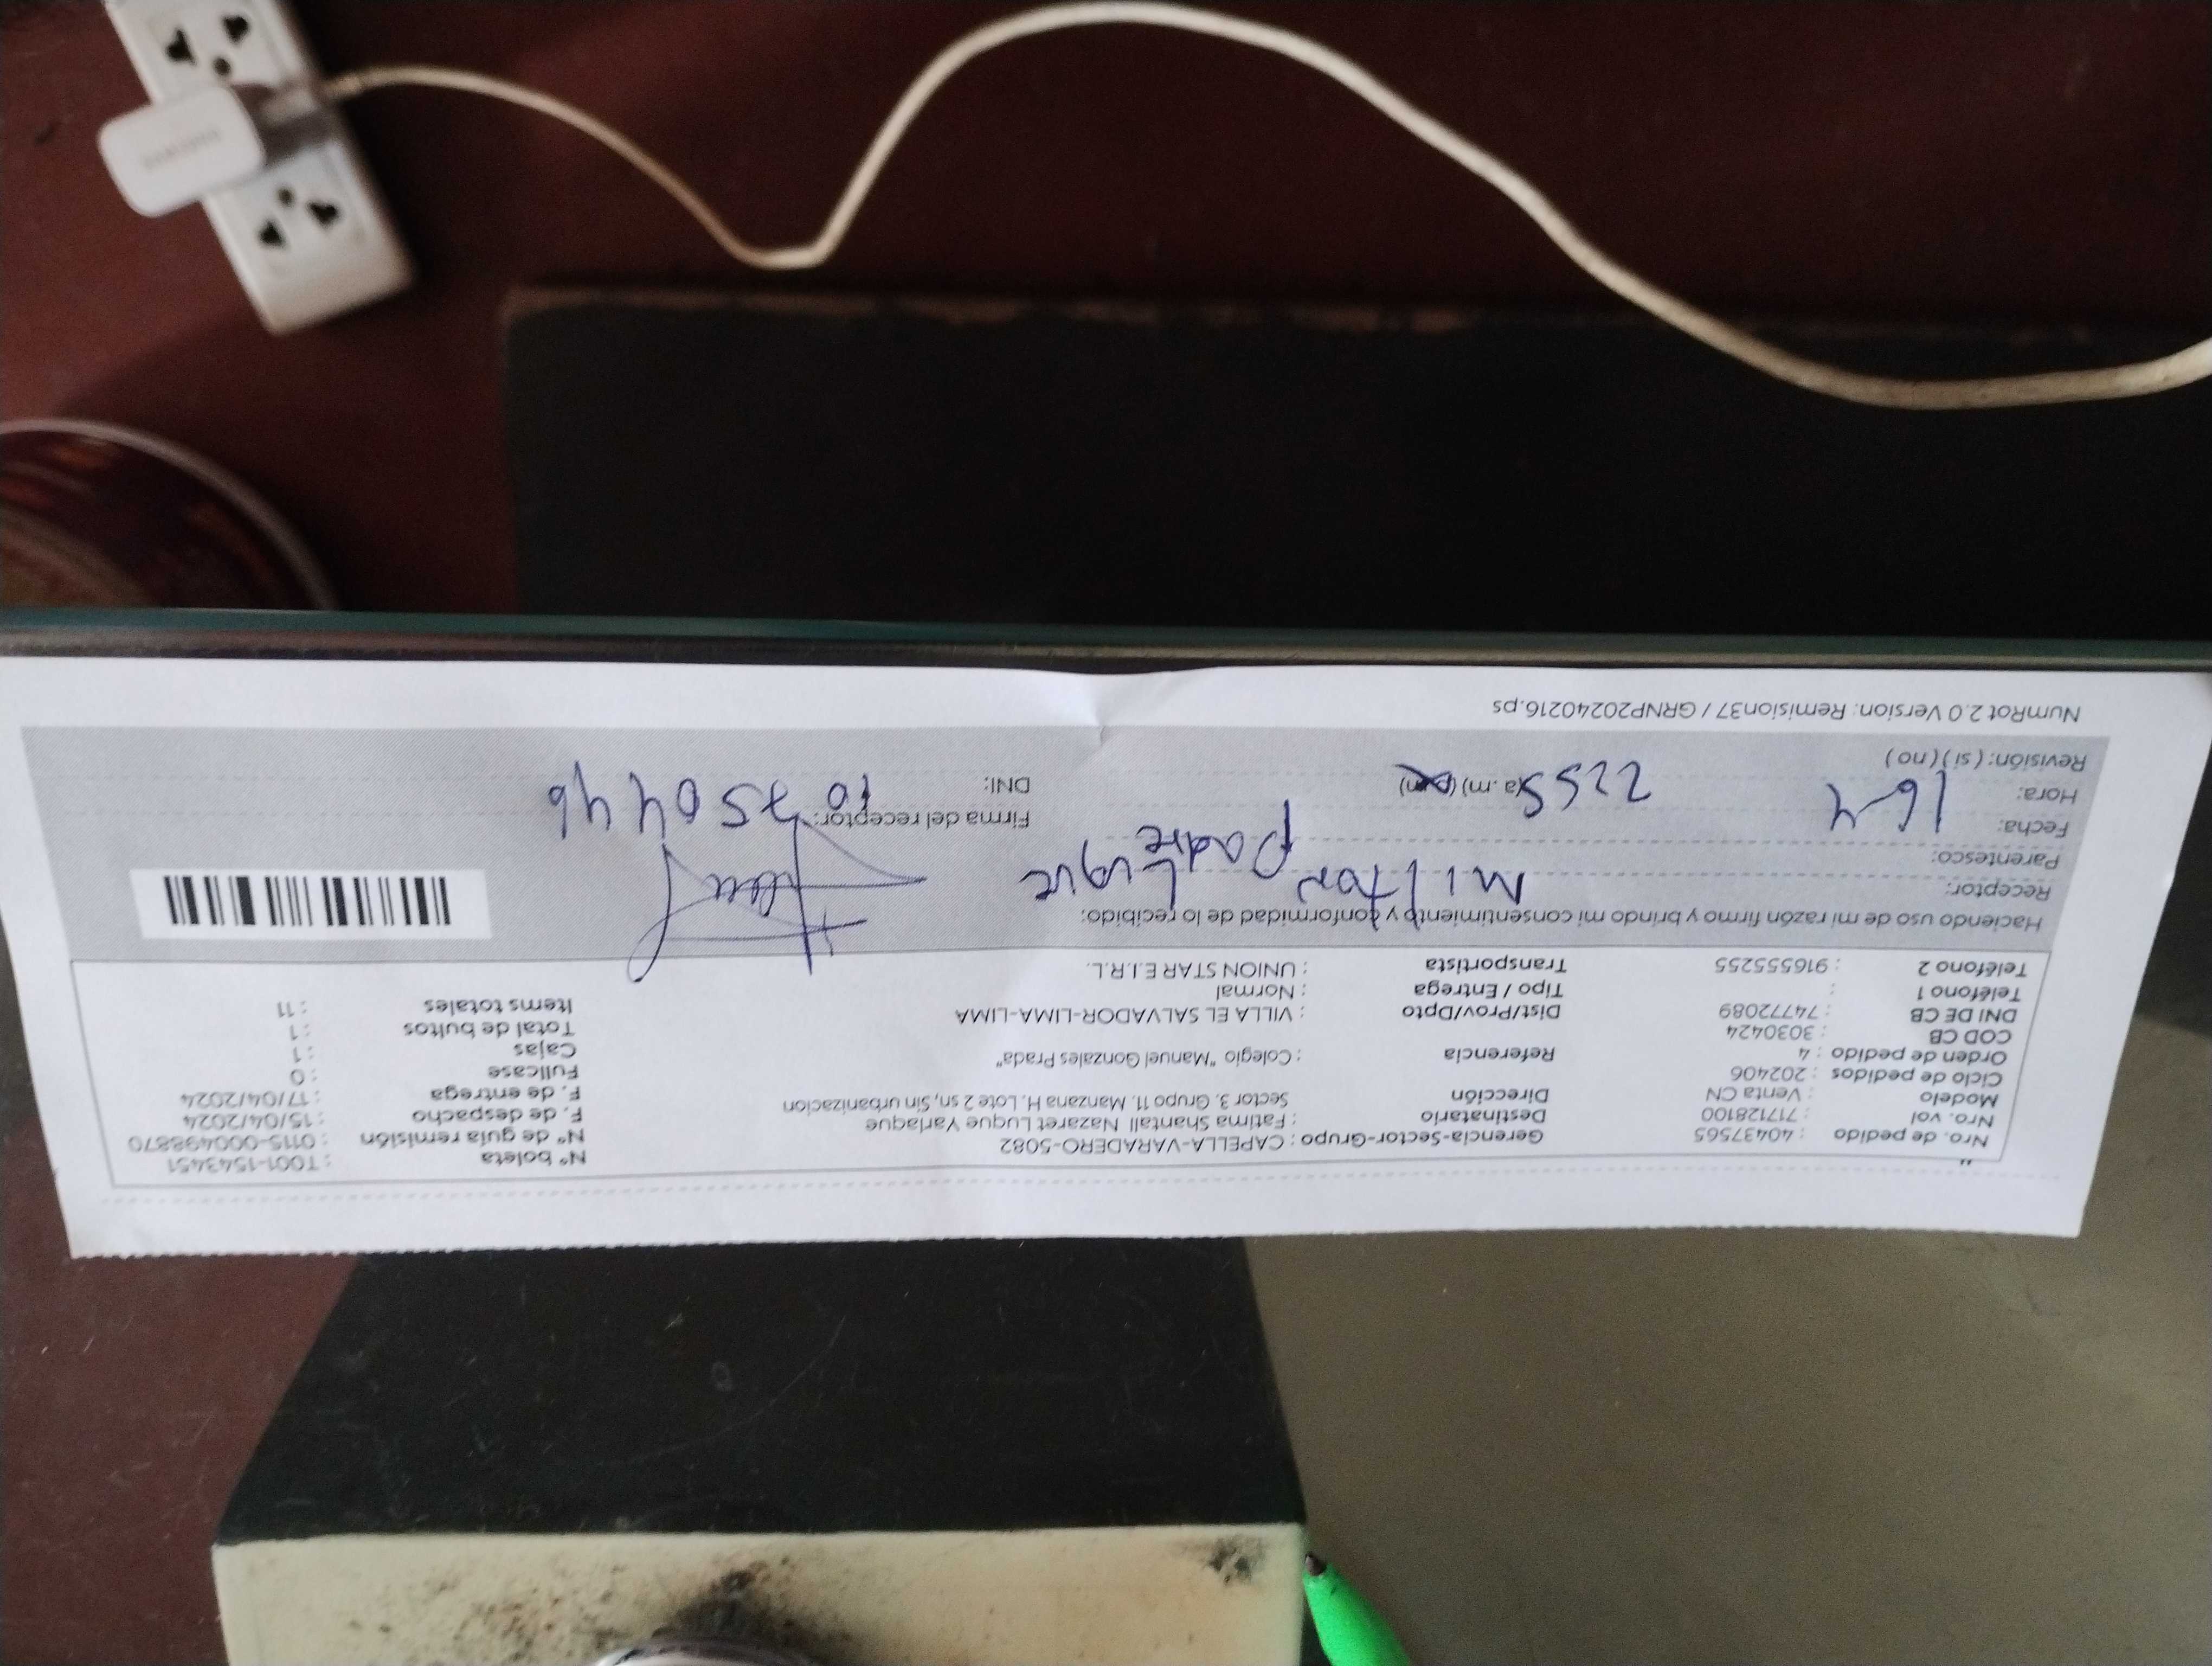 Nro. de pedido : 40437565
Nro. vol : 717128100
Modelo : Venta CN
Ciclo de pedidos : 202406
Orden de pedido : 4
COD CB : 3030424
DNI DE CB : 74772089
Teléfono 1 :
Teléfono 2 : 916555255
Gerencia-Sector-Grupo : CAPELLA-VARADERO-5082
Destinatario : Fatima Shantall Nazaret Luque Yarlaque
Dirección Sector 3. Grupo 11. Manzana H. Lote 2 sn, Sin urbanizacion
Referencia : Colegio "Manuel Gonzales Prada"
Dist/Prov/Dpto : VILLA EL SALVADOR-LIMA-LIMA
Tipo / Entrega : Normal
Transportista : UNION STAR E.I.R.L.
N° boleta : T001-1543451
N° de guía remisión : 0115-000498870
F. de despacho : 15/04/2024
F. de entrega : 17/04/2024
Fullcase : 0
Cajas : 1
Total de bultos : 1
Items totales : 11
Haciendo uso de mi razón firmo y brindo mi consentimiento y conformidad de lo recibido:
Receptor: Milton Luque
Parentesco: Padre
Fecha: 16-4
Hora: 2255 (a.m) (pm)
Revisión: (si) (no)
Firma del receptor:
DNI: 10750446
NumRot 2.0 Version: Remision37 / GRNP20240216.ps
SAMSUNG